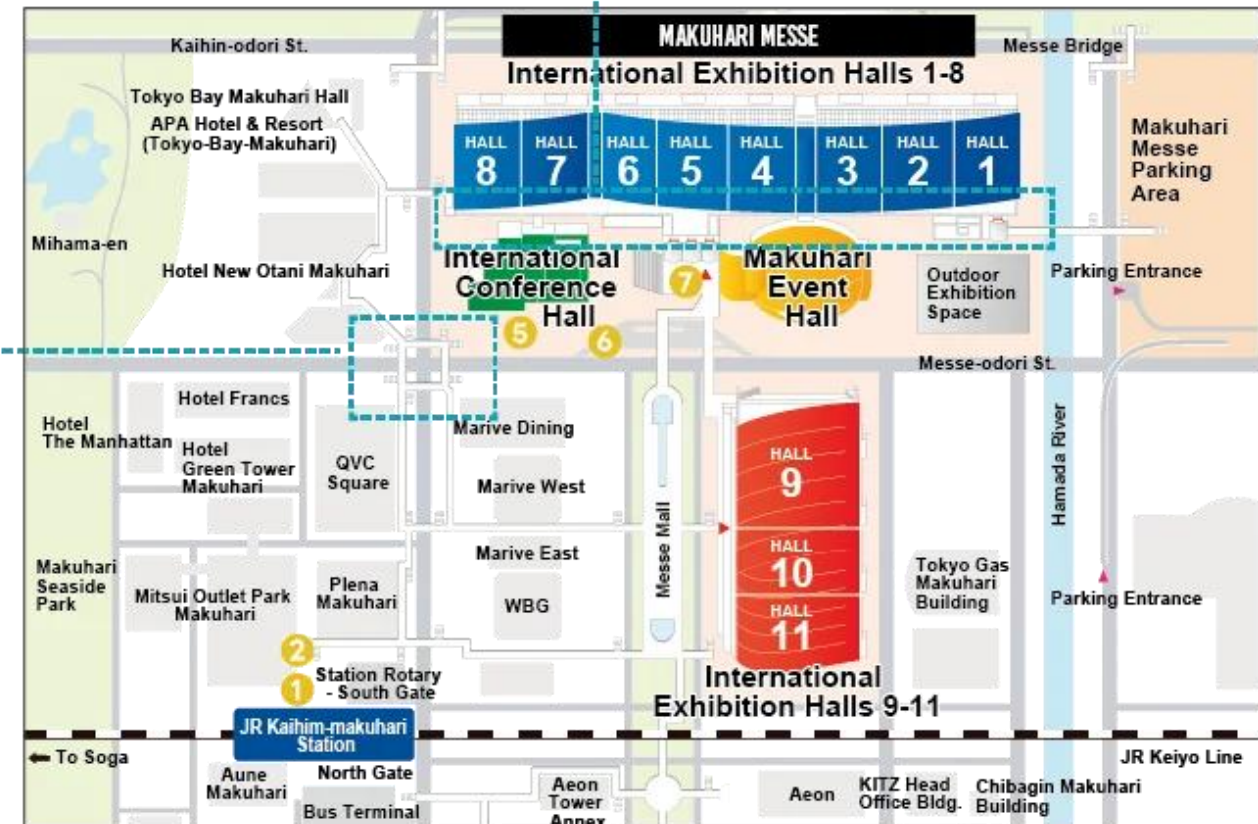 MAKUHARI MESSE
Kaihin-odori St.
Messe Bridge
International Exhibition Halls 1-8
Tokyo Bay Makuhari Hall
APA Hotel & Resort
(Tokyo-Bay-Makuhari)
HALL
8
HALL
7
HALL
6
HALL
5
HALL
4
HALL
3
HALL
2
HALL
1
Makuhari
Messe
Parking
Area
Mihama-en
Hotel New Otani Makuhari
International
Conference
Hall
5
6
7
Makuhari
Event
Hall
Outdoor
Exhibition
Space
Parking Entrance
Messe-odori St.
Hotel Francs
Hotel
The Manhattan
Hotel
Green Tower
Makuhari
QVC
Square
Marive Dining
Marive West
Marive East
WBG
Messe Mall
HALL
9
HALL
10
HALL
11
International
Exhibition Halls 9-11
Hamada River
Tokyo Gas
Makuhari
Building
Parking Entrance
Makuhari
Seaside
Park
Mitsui Outlet Park
Makuhari
Plena
Makuhari
2
1
Station Rotary
- South Gate
JR Kaihim-makuhari
Station
To Soga
JR Keiyo Line
Aune
Makuhari
North Gate
Bus Terminal
Aeon
Tower
Annex
Aeon
KITZ Head
Office Bldg.
Chibagin Makuhari
Building